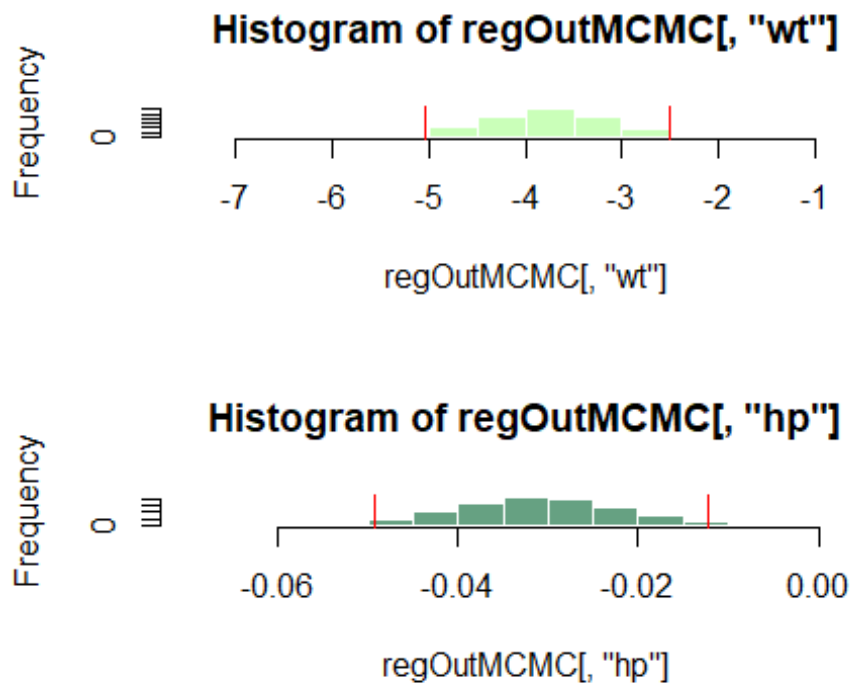 Histogram of regOutMCMC[, "wt"]
Frequency
0
-7 -6 -5 -4 -3 -2 -1
regOutMCMC[, "wt"]
Histogram of regOutMCMC[, "hp"]
Frequency
0
-0.06 -0.04 -0.02 0.00
regOutMCMC[, "hp"]